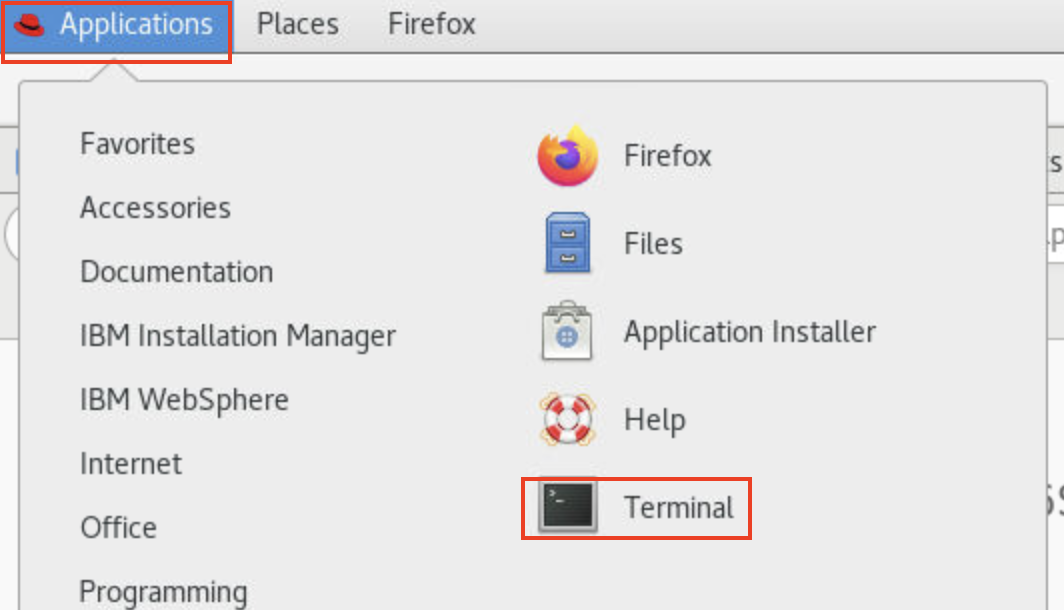 Applications Places Firefox
Favorites
Accessories
Documentation
IBM Installation Manager
IBM WebSphere
Internet
Office
Programming
Firefox
Files
Application Installer
Help
Terminal